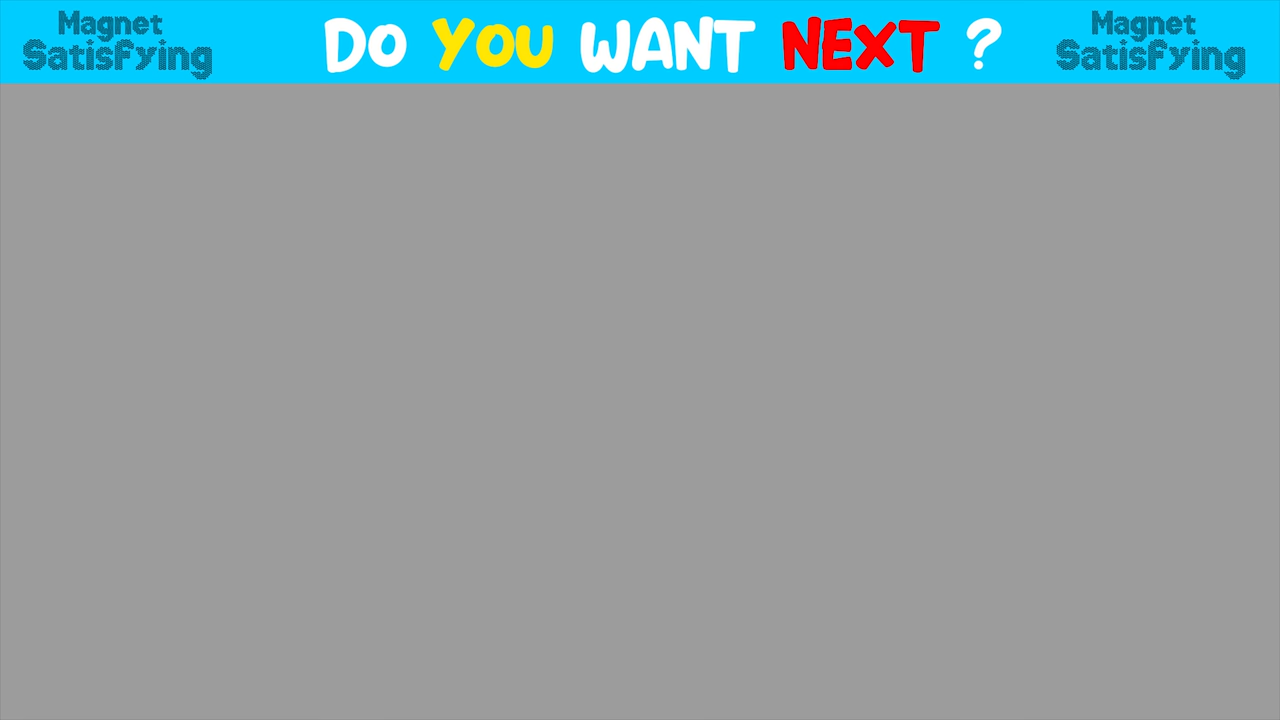 Magnet
Satisfying
DO YOU WANT NEXT ?
Magnet
Satisfying